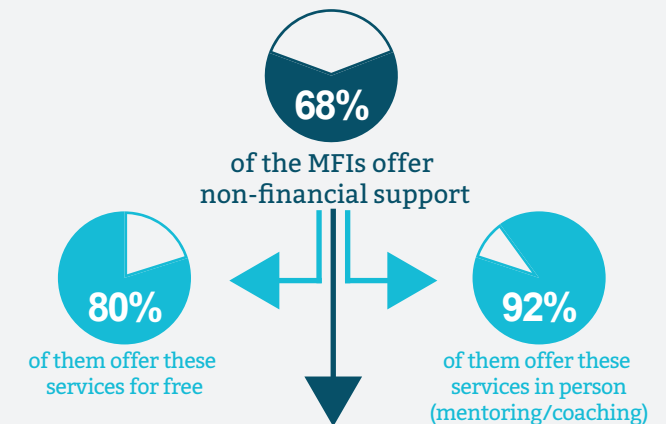 68%
of the MFIs offer
non-financial support
80%
of them offer these
services for free
92%
of them offer these
services in person
(mentoring/coaching)